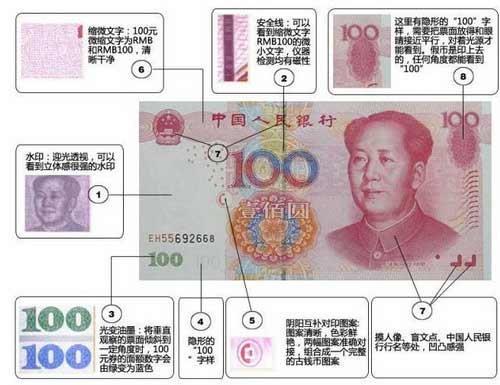 缩微文字：100元
微缩文字为RMB
和RMB100，清
晰干净
6
安全线：可以
看到缩微文字
RMB100的微
小文字，仪器
检测均有磁性
2
这里有隐形的“100”字
样，需要把票面放得和眼
睛接近平行，对着光源才
能看到。假币是印上去
的，任何角度都能看到
“100”
100
8
中国人民银行
7
水印：迎光透视，可以
看到立体感很强的水印
1
100
壹佰圆
EH55692668
100
100
100
光变油墨：将垂直
观察的票面倾斜到
一定角度时，100
元券的面额数字会
由绿变为蓝色
3
隐形的
“100
”字样
4
阴阳互补对印图案：
图案清晰，色彩鲜
艳，两幅图案准确对
接，组合成一个完整
的古钱币图案
5
7
摸人像、盲文点、中国人民银
行行名等处，凹凸感强